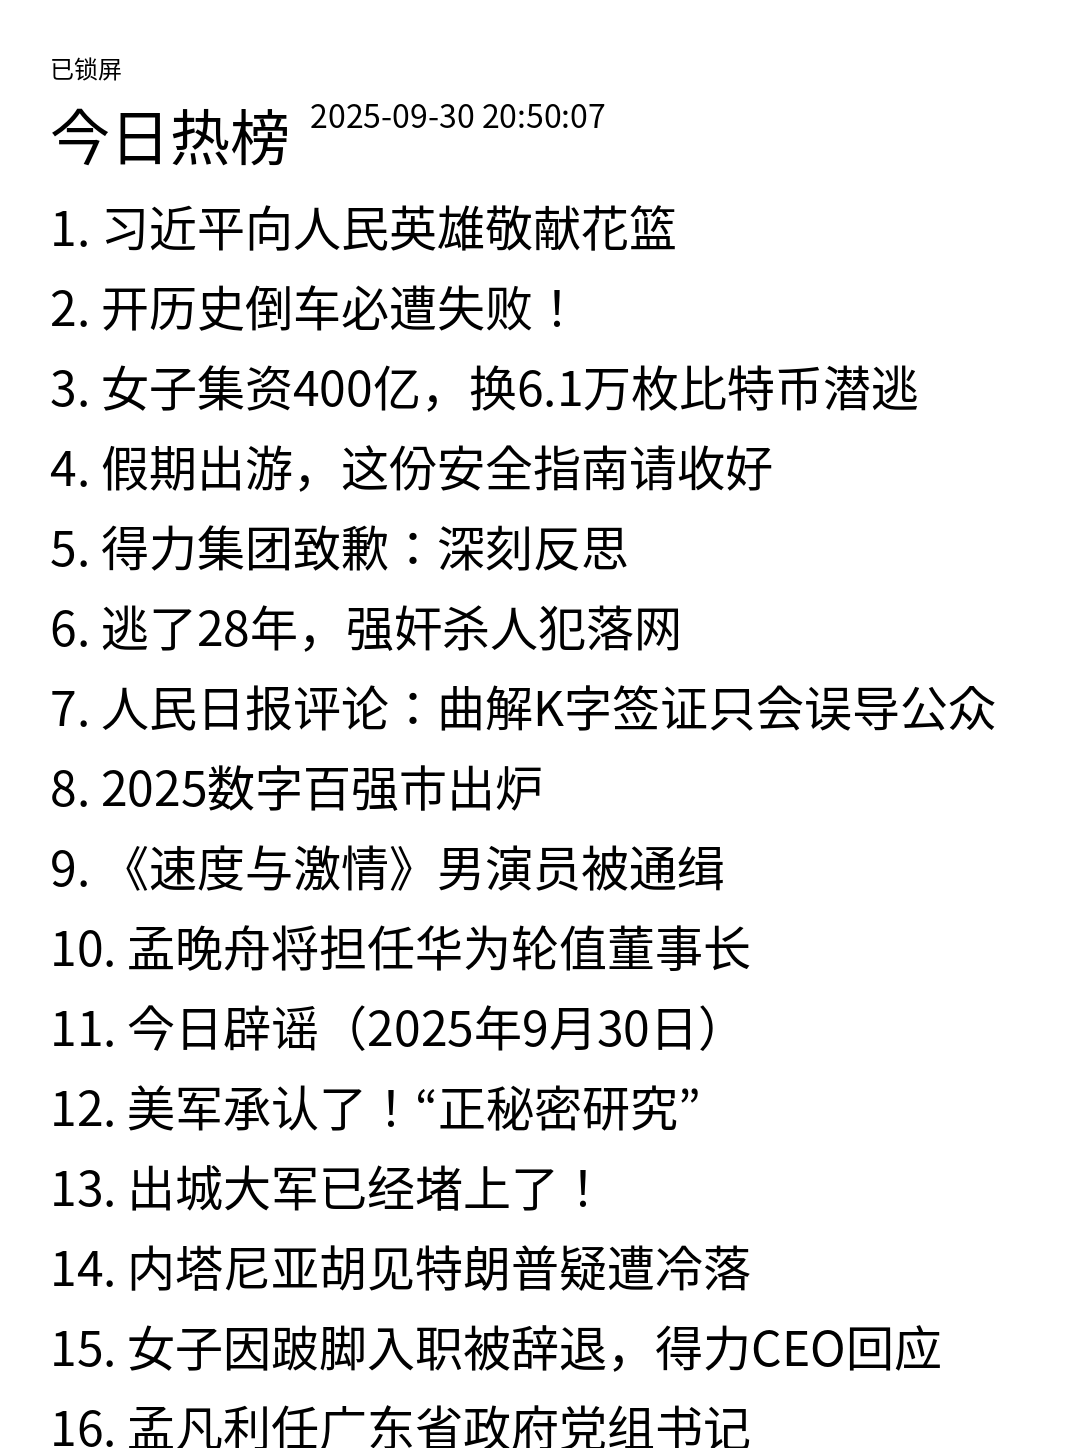 已锁屏
今日热榜 2025-09-30 20:50:07
1. 习近平向人民英雄敬献花篮
2. 开历史倒车必遭失败！
3. 女子集资400亿，换6.1万枚比特币潜逃
4. 假期出游，这份安全指南请收好
5. 得力集团致歉：深刻反思
6. 逃了28年，强奸杀人犯落网
7. 人民日报评论：曲解K字签证只会误导公众
8. 2025数字百强市出炉
9. 《速度与激情》男演员被通缉
10. 孟晚舟将担任华为轮值董事长
11. 今日辟谣（2025年9月30日）
12. 美军承认了！“正秘密研究”
13. 出城大军已经堵上了！
14. 内塔尼亚胡见特朗普疑遭冷落
15. 女子因跛脚入职被辞退，得力CEO回应
16. 孟凡利任广东省政府党组书记